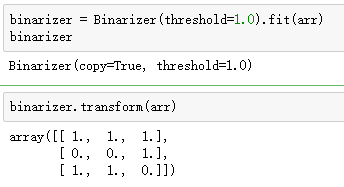 binarizer = Binarizer(threshold=1.0).fit(arr)
binarizer
Binarizer(copy=True, threshold=1.0)
binarizer.transform(arr)
array([[ 1.,  1.,  1.],
       [ 0.,  0.,  1.],
       [ 1.,  1.,  0.]])